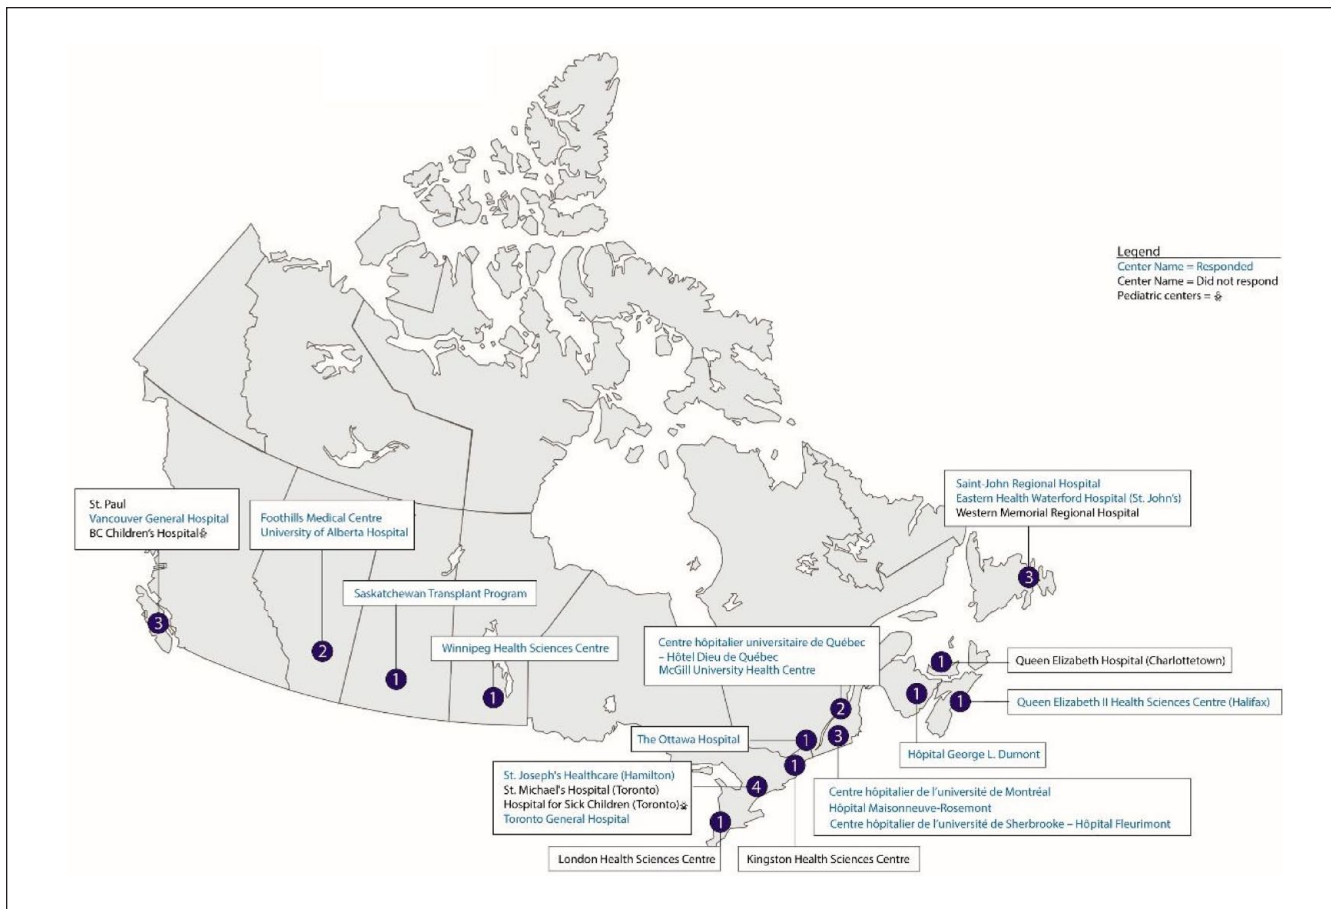 Legend
Center Name = Responded
Center Name = Did not respond
Pediatric centers =
St. Paul
Vancouver General Hospital
BC Children's Hospital
3
Foothills Medical Centre
University of Alberta Hospital
2
Saskatchewan Transplant Program
1
Winnipeg Health Sciences Centre
1
Saint-John Regional Hospital
Eastern Health Waterford Hospital (St. John's)
Western Memorial Regional Hospital
3
Centre hôpitalier universitaire de Québec
– Hôtel Dieu de Québec
McGill University Health Centre
2
Queen Elizabeth Hospital (Charlottetown)
1
Queen Elizabeth II Health Sciences Centre (Halifax)
1
Hôpital George L. Dumont
1
The Ottawa Hospital
1
3
Centre hôpitalier de l'université de Montréal
Hôpital Maisonneuve-Rosemont
Centre hôpitalier de l'université de Sherbrooke – Hôpital Fleurimont
St. Joseph's Healthcare (Hamilton)
St. Michael's Hospital (Toronto)
Hospital for Sick Children (Toronto)
Toronto General Hospital
4
1
London Health Sciences Centre
1
Kingston Health Sciences Centre